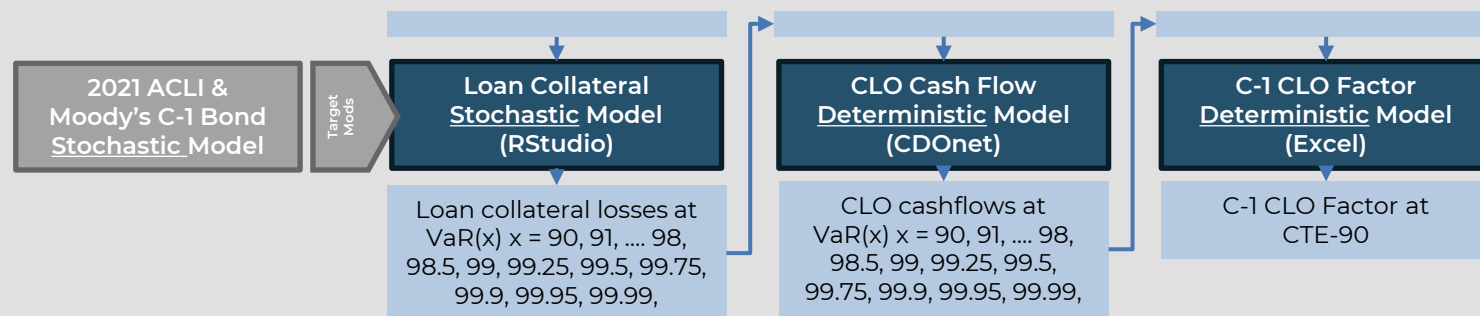 2021 ACLI &
Moody's C-1 Bond
Stochastic Model
Target
Mods
Loan Collateral
Stochastic Model
(RStudio)
Loan collateral losses at
VaR(x) x = 90, 91, .... 98,
98.5, 99, 99.25, 99.5, 99.75,
99.9, 99.95, 99.99,
CLO Cash Flow
Deterministic Model
(CDOnet)
CLO cashflows at
VaR(x) x = 90, 91, .... 98,
98.5, 99, 99.25, 99.5,
99.75, 99.9, 99.95, 99.99,
C-1 CLO Factor
Deterministic Model
(Excel)
C-1 CLO Factor at
CTE-90